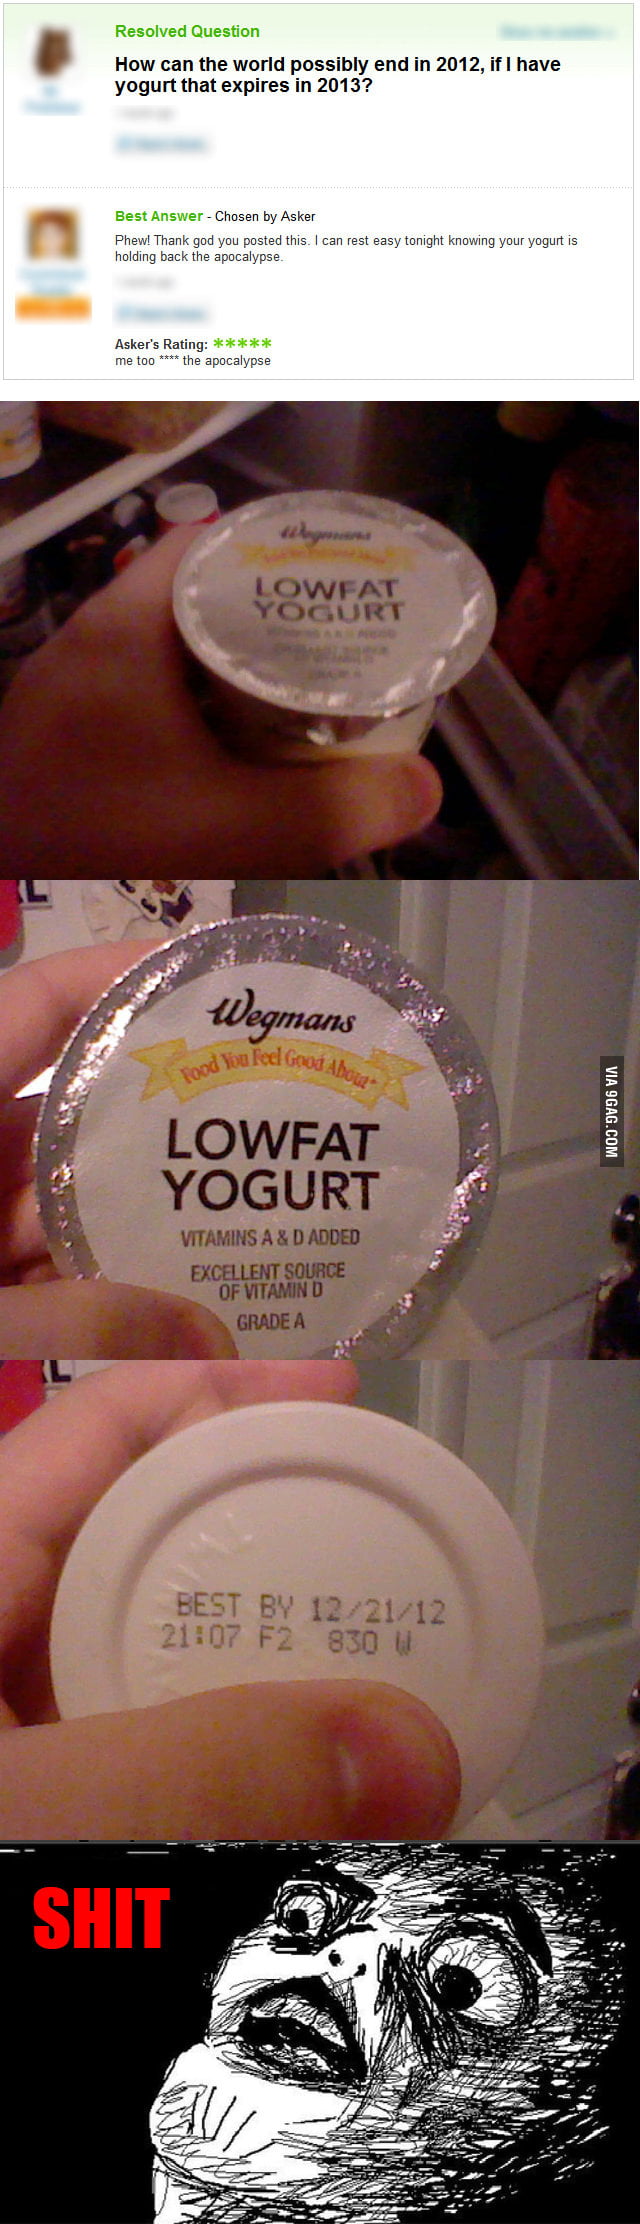 Resolved Question
How can the world possibly end in 2012, if I have
yogurt that expires in 2013?
Best Answer - Chosen by Asker
Phew! Thank god you posted this. I can rest easy tonight knowing your yogurt is
holding back the apocalypse.
Asker's Rating: *****
me too **** the apocalypse
Wegmans
LOWFAT
YOGURT
Wegmans
Food You Feel Good About
LOWFAT
YOGURT
VITAMINS A & D ADDED
EXCELLENT SOURCE
OF VITAMIN D
GRADE A
VIA 9GAG.COM
BEST BY 12/21/12
21:07 F2 830 W
SHIT